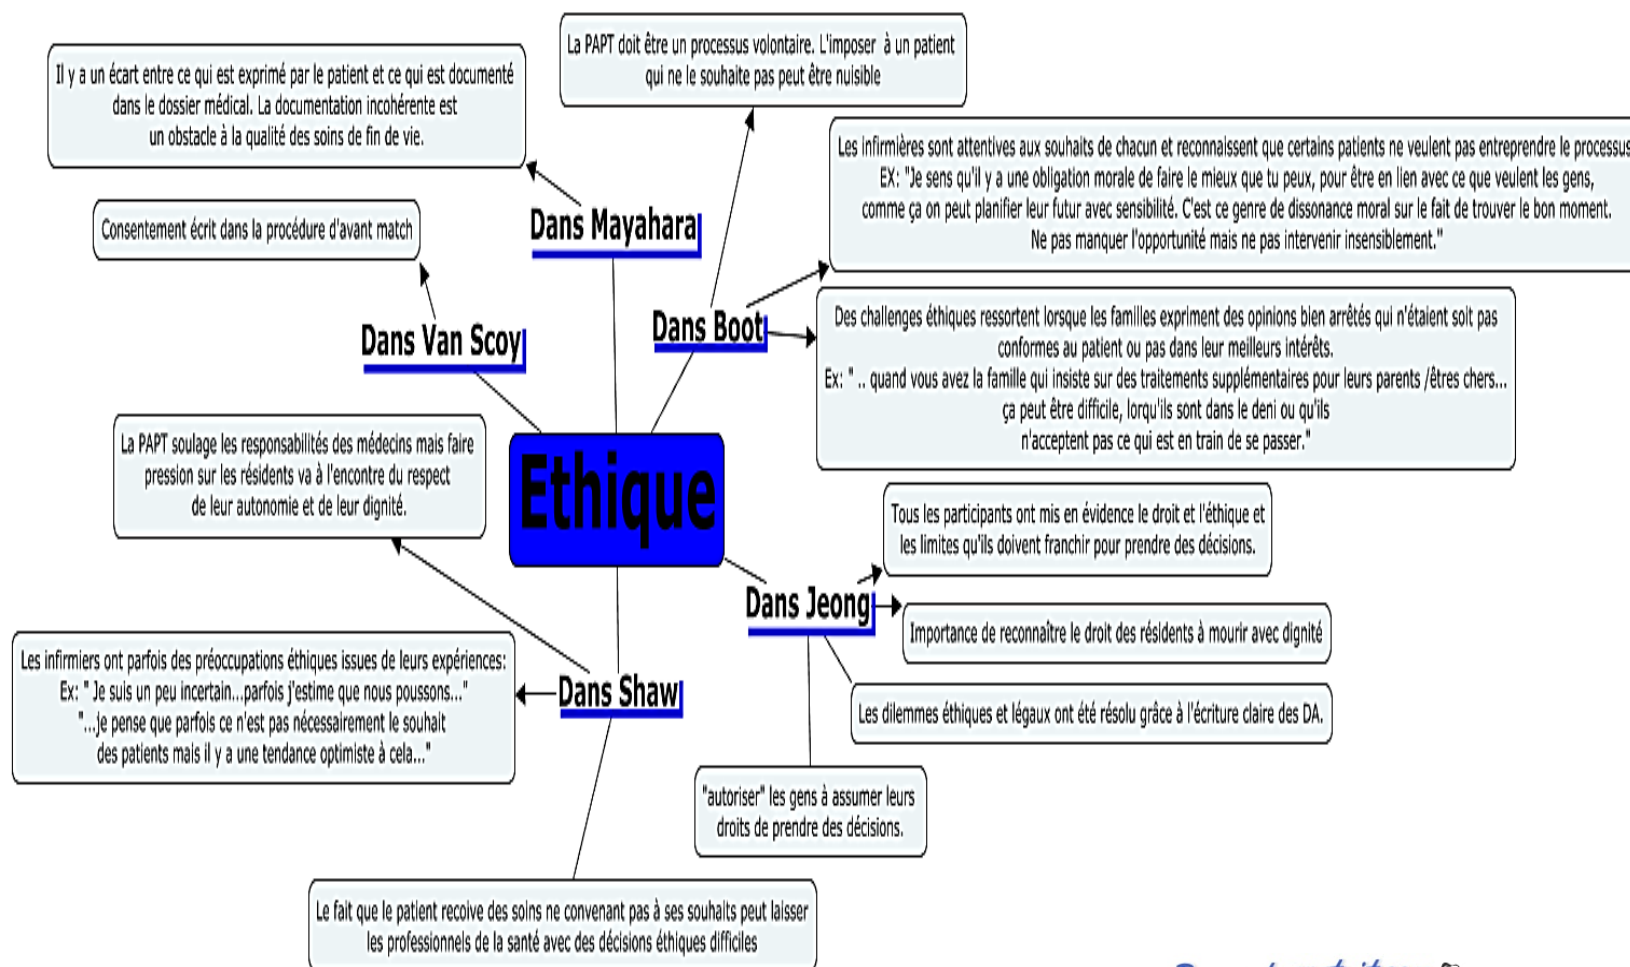 La PAPT doit être un processus volontaire. L'imposer à un patient
qui ne le souhaite pas peut être nuisible
Il y a un écart entre ce qui est exprimé par le patient et ce qui est documenté
dans le dossier médical. La documentation incohérente est
un obstacle à la qualité des soins de fin de vie.
Les infirmières sont attentives aux souhaits de chacun et reconnaissent que certains patients ne veulent pas entreprendre le processus
EX: "Je sens qu'il y a une obligation morale de faire le mieux que tu peux, pour être en lien avec ce que veulent les gens,
comme ça on peut planifier leur futur avec sensibilité. C'est ce genre de dissonance moral sur le fait de trouver le bon moment.
Ne pas manquer l'opportunité mais ne pas intervenir insensiblement."
Dans Mayahara
Consentement écrit dans la procédure d'avant match
Dans Van Scoy
Dans Boot
Des challenges éthiques ressortent lorsque les familles expriment des opinions bien arrêtés qui n'étaient soit pas
conformes au patient ou pas dans leur meilleurs intérêts.
Ex: " .. quand vous avez la famille qui insiste sur des traitements supplémentaires pour leurs parents /êtres chers...
ça peut être difficile, lorqu'ils sont dans le deni ou qu'ils
n'acceptent pas ce qui est en train de se passer."
La PAPT soulage les responsabilités des médecins mais faire
pression sur les résidents va à l'encontre du respect
de leur autonomie et de leur dignité.
Ethique
Tous les participants ont mis en évidence le droit et l'éthique et
les limites qu'ils doivent franchir pour prendre des décisions.
Dans Jeong
Importance de reconnaître le droit des résidents à mourir avec dignité
Les infirmiers ont parfois des préoccupations éthiques issues de leurs expériences:
Ex: " Je suis un peu incertain...parfois j'estime que nous poussons..."
"...je pense que parfois ce n'est pas nécessairement le souhait
des patients mais il y a une tendance optimiste à cela..."
Dans Shaw
Les dilemmes éthiques et légaux ont été résolu grâce à l'écriture claire des DA.
"autoriser" les gens à assumer leurs
droits de prendre des décisions.
Le fait que le patient recoive des soins ne convenant pas à ses souhaits peut laisser
les professionnels de la santé avec des décisions éthiques difficiles